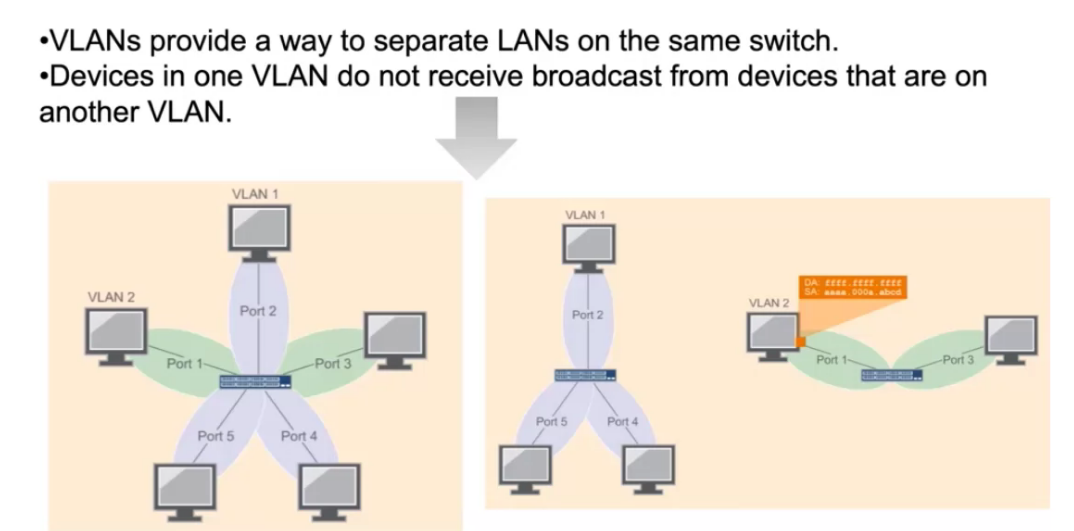 •VLANs provide a way to separate LANs on the same switch.
•Devices in one VLAN do not receive broadcast from devices that are on
another VLAN.
VLAN 1
VLAN 2
Port 2
Port 1
Port 3
Port 5
Port 4
VLAN 1
DA: ffff.ffff.ffff
SA: aaaa.000a.abcd
VLAN 2
Port 2
Port 1
Port 3
Port 5
Port 4